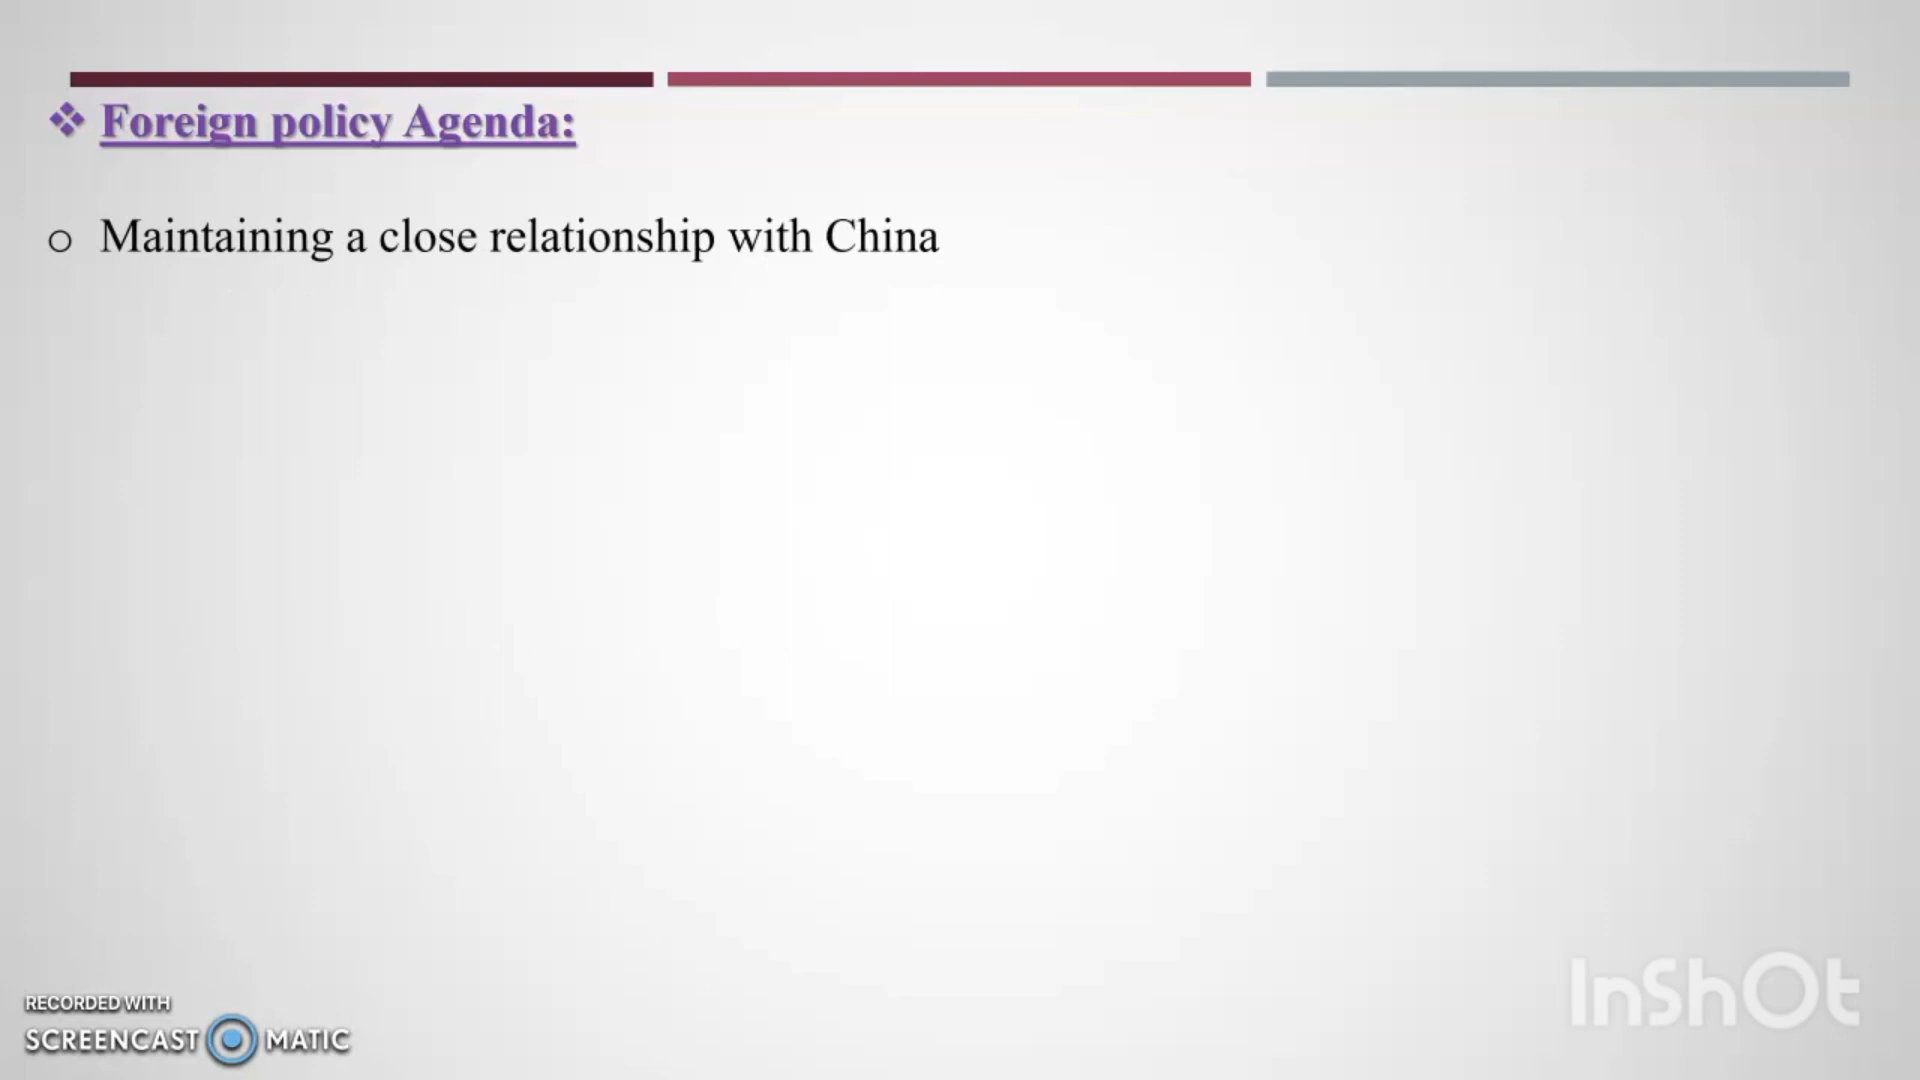 ❖ Foreign policy Agenda:
o Maintaining a close relationship with China
RECORDED WITH
SCREENCAST MATIC
InShOt